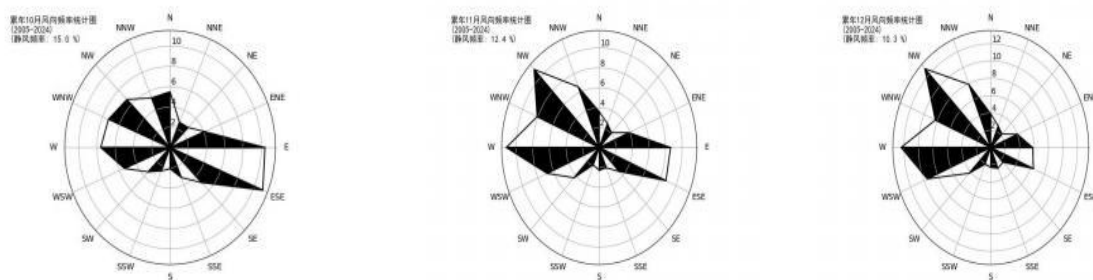 累年10月风向频率统计图
(2005-2024)
(静风频率: 15.0 %)
N
NNE
NE
ENE
E
ESE
SE
SSE
S
SSW
SW
WSW
W
WNW
NW
NNW
10
8
6
4
2
累年11月风向频率统计图
(2005-2024)
(静风频率: 12.4 %)
N
NNE
NE
ENE
E
ESE
SE
SSE
S
SSW
SW
WSW
W
WNW
NW
NNW
10
8
6
4
2
累年12月风向频率统计图
(2005-2024)
(静风频率: 10.3 %)
N
NNE
NE
ENE
E
ESE
SE
SSE
S
SSW
SW
WSW
W
WNW
NW
NNW
12
10
8
6
4
2